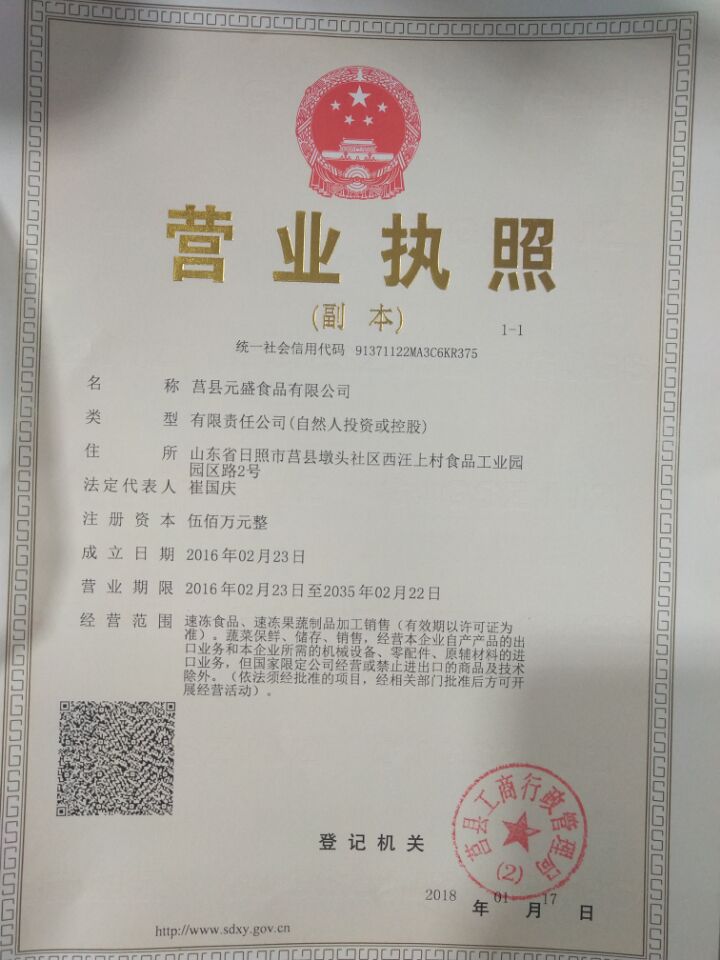 营业执照
(副 本)
1-1
统一社会信用代码 91371122MA3C6KR375
名 称 莒县元盛食品有限公司
类 型 有限责任公司(自然人投资或控股)
住 所 山东省日照市莒县墩头社区西汪上村食品工业园
园区路2号
法定代表人 崔国庆
注册资本 伍佰万元整
成立日期 2016年02月23日
营业期限 2016年02月23日至2035年02月22日
经营范围 速冻食品、速冻果蔬制品加工销售（有效期以许可证为
准）。蔬菜保鲜、储存、销售，经营本企业自产产品的出
口业务和本企业所需的机械设备、零配件、原辅材料的进
口业务，但国家限定公司经营或禁止进出口的商品及技术
除外。（依法须经批准的项目，经相关部门批准后方可开
展经营活动）。
登记机关
莒县工商行政管理局
(2)
2018年01月17日
http://www.sdxy.gov.cn